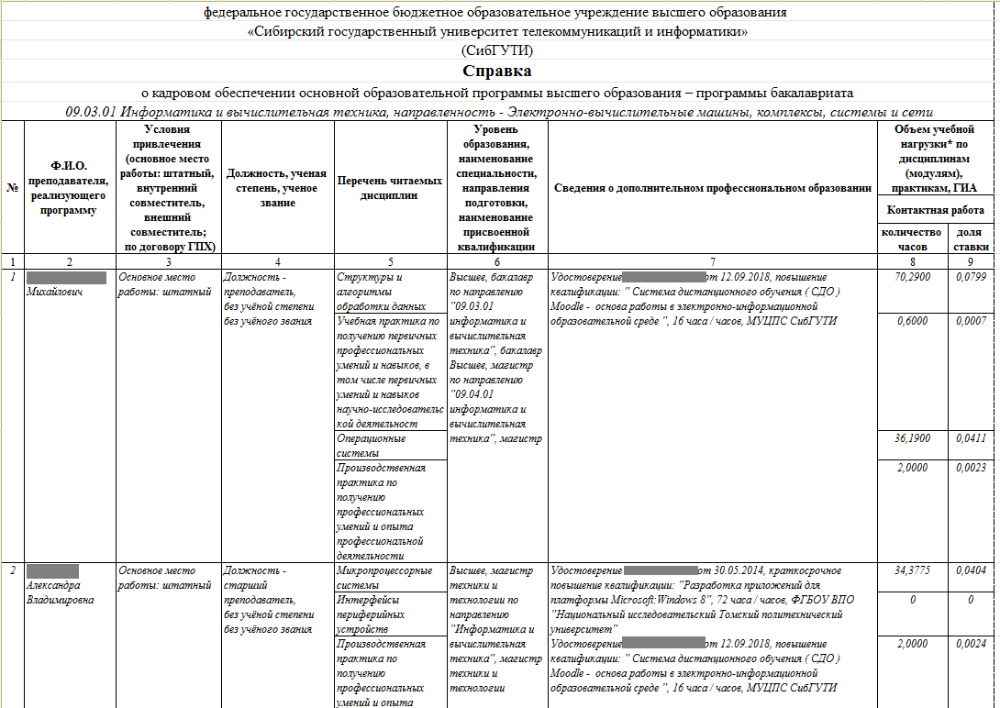 федеральное государственное бюджетное образовательное учреждение высшего образования
«Сибирский государственный университет телекоммуникаций и информатики»
(СибГУТИ)
Справка
о кадровом обеспечении основной образовательной программы высшего образования – программы бакалавриата
09.03.01 Информатика и вычислительная техника, направленность - Электронно-вычислительные машины, комплексы, системы и сети
№
Ф.И.О.
преподавателя,
реализующего
программу
Условия
привлечения
(основное место
работы: штатный,
внутренний
совместитель,
внешний
совместитель;
по договору ГПХ)
Должность, ученая
степень, ученое
звание
Перечень читаемых
дисциплин
Уровень
образования,
наименование
специальности,
направления
подготовки,
наименование
присвоенной
квалификации
Сведения о дополнительном профессиональном образовании
Объем учебной
нагрузки* по
дисциплинам
(модулям),
практикам, ГИА
Контактная работа
количество
часов
доля
ставки
1
2
3
4
5
6
7
8
9
1
Михайлович
Основное место
работы: штатный
Должность -
преподаватель,
без учёной степени
без учёного звания
Структуры и
алгоритмы
обработки данных
Учебная практика по
получению первичных
профессиональных
умений и навыков, в
том числе первичных
умений и навыков
научно-исследовательс
кой деятельност
Операционные
системы
Производственная
практика по
получению
профессиональных
умений и опыта
профессиональной
деятельности
Высшее, бакалавр
по направлению
"09.03.01
информатика и
вычислительная
техника", бакалавр
Высшее, магистр
по направлению
"09.04.01
информатика и
вычислительная
техника", магистр
Удостоверение от 12.09.2018, повышение
квалификации: " Система дистанционного обучения ( СДО )
Moodle - основа работы в электронно-информационной
образовательной среде ", 16 часа / часов, МУЦПС СибГУТИ
70,2900
0,0799
0,6000
0,0007
36,1900
0,0411
2,0000
0,0023
2
Александра
Владимировна
Основное место
работы: штатный
Должность -
старший
преподаватель,
без учёной степени
без учёного звания
Микропроцессорные
системы
Интерфейсы
периферийных
устройств
Производственная
практика по
получению
профессиональных
умений и опыта
Высшее, магистр
техники и
технологии по
направлению
"Информатика и
вычислительная
техника", магистр
техники и
технологии
Удостоверение от 30.05.2014, краткосрочное
повышение квалификации: "Разработка приложений для
платформы Microsoft:Windows 8", 72 часа / часов, ФГБОУ ВПО
"Национальный исследовательский Томский политехнический
университет"
Удостоверение от 12.09.2018, повышение
квалификации: " Система дистанционного обучения ( СДО )
Moodle - основа работы в электронно-информационной
образовательной среде ", 16 часа / часов, МУЦПС СибГУТИ
34,3775
0,0404
0
0
2,0000
0,0024